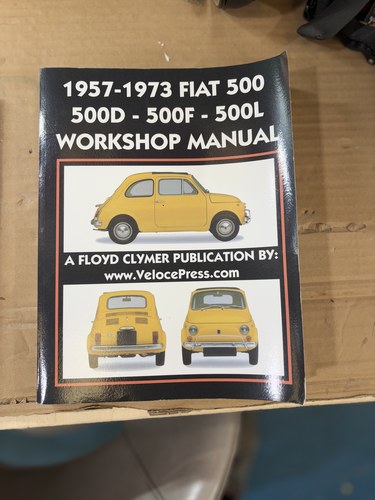 1957-1973 FIAT 500
500D - 500F - 500L
WORKSHOP MANUAL
A FLOYD CLYMER PUBLICATION BY:
www.VelocePress.com